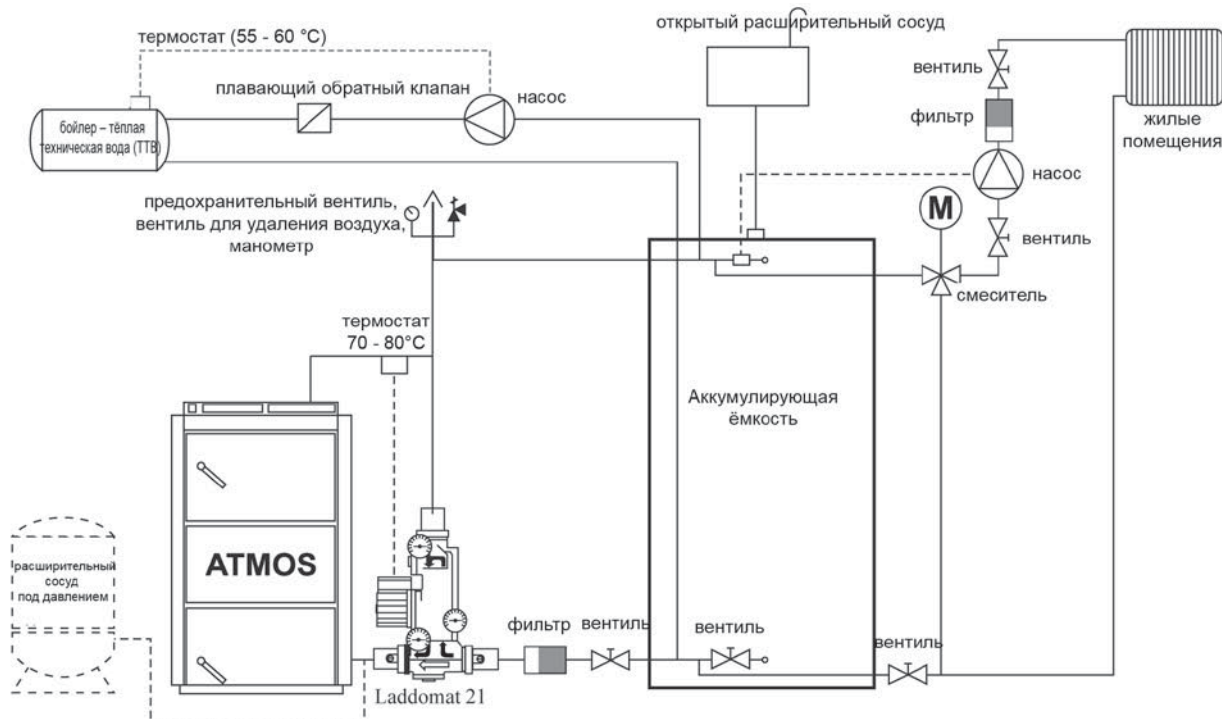 открытый расширительный сосуд
термостат (55 - 60 °C)
вентиль
плавающий обратный клапан
насос
фильтр
жилые
помещения
бойлер – тёплая
техническая вода (ТТВ)
насос
предохранительный вентиль,
вентиль для удаления воздуха,
манометр
M
вентиль
смеситель
термостат
70 - 80°C
Аккумулирующая
ёмкость
ATMOS
расширительный
сосуд
под давлением
фильтр
вентиль
вентиль
вентиль
Laddomat 21